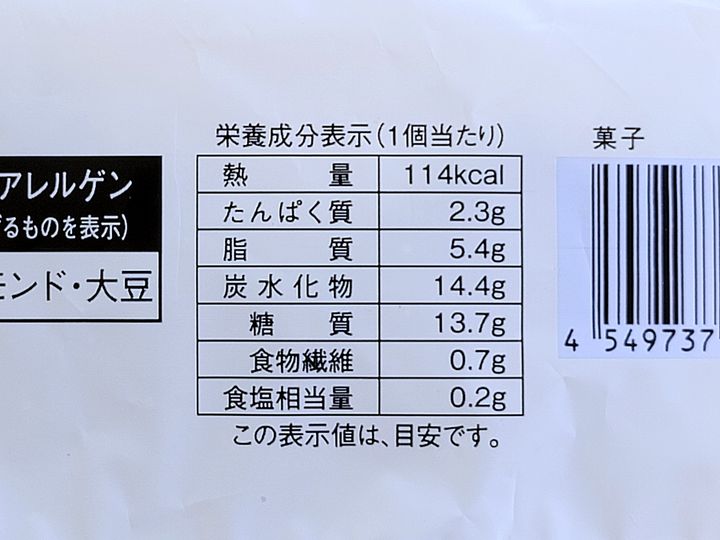 アレルゲン
るものを表示)
ンド・大豆
栄養成分表示(1個当たり)
熱量 114kcal
たんぱく質 2.3g
脂質 5.4g
炭水化物 14.4g
糖質 13.7g
食物繊維 0.7g
食塩相当量 0.2g
この表示値は、目安です。
菓子
4 549737